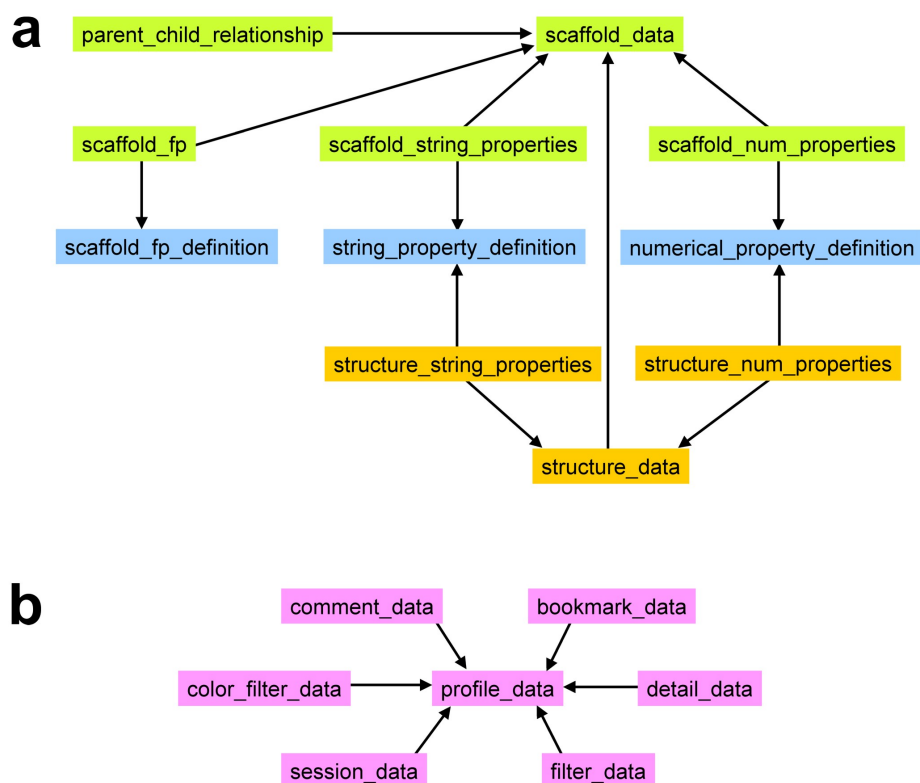 a
parent_child_relationship
scaffold_data
scaffold_fp
scaffold_string_properties
scaffold_num_properties
scaffold_fp_definition
string_property_definition
numerical_property_definition
structure_string_properties
structure_num_properties
structure_data
b
comment_data
bookmark_data
color_filter_data
profile_data
detail_data
session_data
filter_data